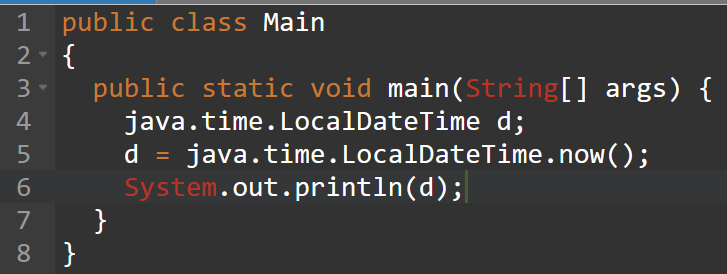 1 public class Main
2 {
3   public static void main(String[] args) {
4     java.time.LocalDateTime d;
5     d = java.time.LocalDateTime.now();
6     System.out.println(d);
7   }
8 }